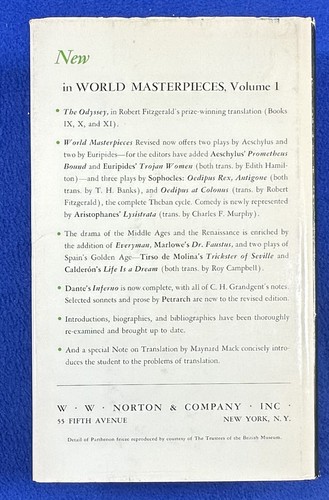 New
in WORLD MASTERPIECES, Volume 1
• The Odyssey, in Robert Fitzgerald's prize-winning translation (Books
IX, X, and XI).
• World Masterpieces Revised now offers two plays by Aeschylus and
two by Euripides—for the editors have added Aeschylus' Prometheus
Bound and Euripides' Trojan Women (both trans. by Edith Hamil-
ton)—and three plays by Sophocles: Oedipus Rex, Antigone (both
trans. by T. H. Banks), and Oedipus at Colonus (trans. by Robert
Fitzgerald), the complete Theban cycle. Comedy is newly represented
by Aristophanes' Lysistrata (trans. by Charles F. Murphy).
• The drama of the Middle Ages and the Renaissance is enriched by
the addition of Everyman, Marlowe's Dr. Faustus, and two plays of
Spain's Golden Age—Tirso de Molina's Trickster of Seville and
Calderón's Life Is a Dream (both trans. by Roy Campbell).
• Dante's Inferno is now complete, with all of C. H. Grandgent's notes.
Selected sonnets and prose by Petrarch are new to the revised edition.
• Introductions, biographies, and bibliographies have been thoroughly
re-examined and brought up to date.
• And a special Note on Translation by Maynard Mack concisely intro-
duces the student to the problems of translation.
W · W · NORTON & COMPANY · INC ·
55 FIFTH AVENUE NEW YORK, N.Y.
Detail of Parthenon frieze reproduced by courtesy of The Trustees of the British Museum.